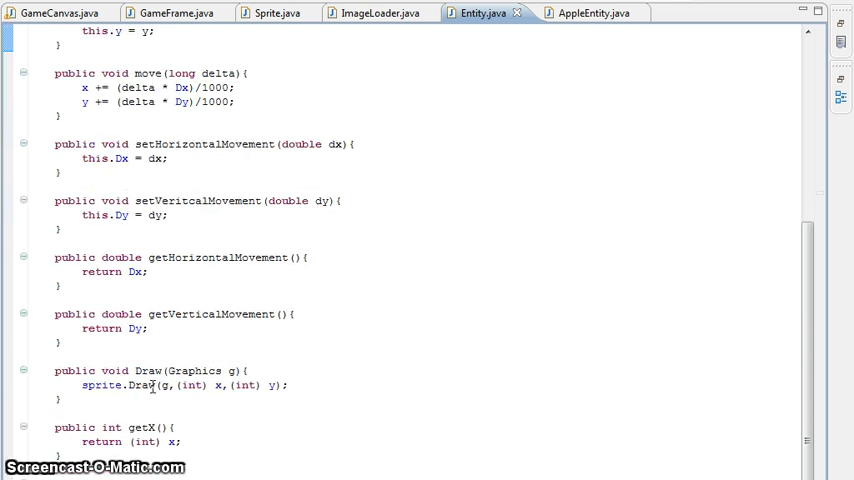 GameCanvas.java GameFrame.java Sprite.java ImageLoader.java Entity.java AppleEntity.java
this.y = y;
}
public void move(long delta){
x += (delta * Dx)/1000;
y += (delta * Dy)/1000;
}
public void setHorizontalMovement(double dx){
this.Dx = dx;
}
public void setVeritcalMovement(double dy){
this.Dy = dy;
}
public double getHorizontalMovement(){
return Dx;
}
public double getVerticalMovement(){
return Dy;
}
public void Draw(Graphics g){
sprite.Draw(g,(int) x,(int) y);
}
public int getX(){
return (int) x;
}
Screencast-O-Matic.com